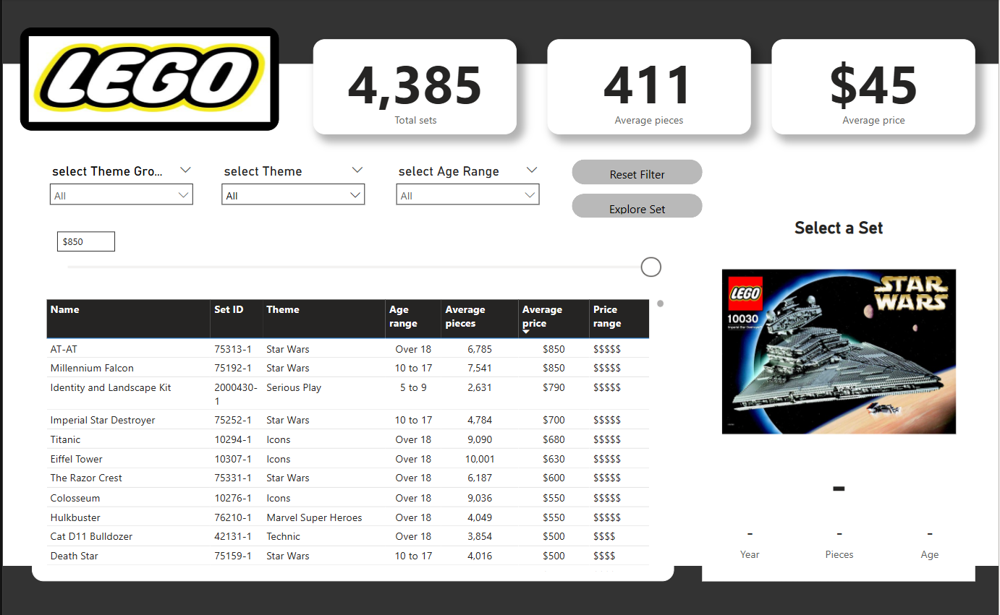 LEGO
4,385
Total sets
411
Average pieces
$45
Average price
select Theme Gro...
All
select Theme
All
select Age Range
All
Reset Filter
Explore Set
$850
Name Set ID Theme Age range Average pieces Average price Price range
AT-AT 75313-1 Star Wars Over 18 6,785 $850 $$$$$
Millennium Falcon 75192-1 Star Wars 10 to 17 7,541 $850 $$$$$
Identity and Landscape Kit 2000430-1 Serious Play 5 to 9 2,631 $790 $$$$$
Imperial Star Destroyer 75252-1 Star Wars 10 to 17 4,784 $700 $$$$$
Titanic 10294-1 Icons Over 18 9,090 $680 $$$$$
Eiffel Tower 10307-1 Icons Over 18 10,001 $630 $$$$$
The Razor Crest 75331-1 Star Wars Over 18 6,187 $600 $$$$$
Colosseum 10276-1 Icons Over 18 9,036 $550 $$$$$
Hulkbuster 76210-1 Marvel Super Heroes Over 18 4,049 $550 $$$$$
Cat D11 Bulldozer 42131-1 Technic Over 18 3,854 $500 $$$$
Death Star 75159-1 Star Wars 10 to 17 4,016 $500 $$$$
Select a Set
LEGO
STAR
WARS
10030
Imperial Star Destroyer
-
- - -
Year Pieces Age